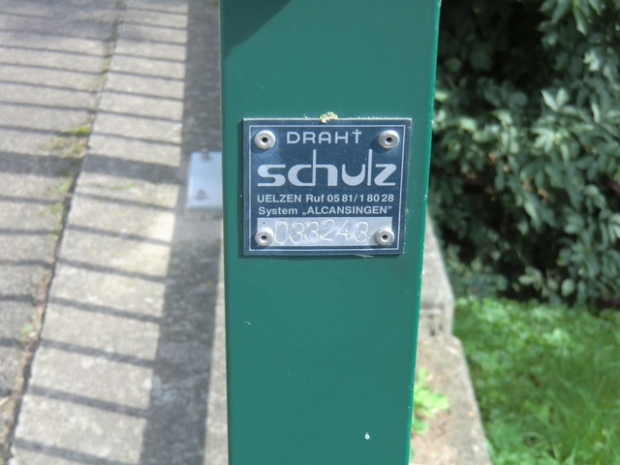 DRAHT
schulz
UELZEN Ruf 05 81/1 80 28
System „ALCANSINGEN"
033243